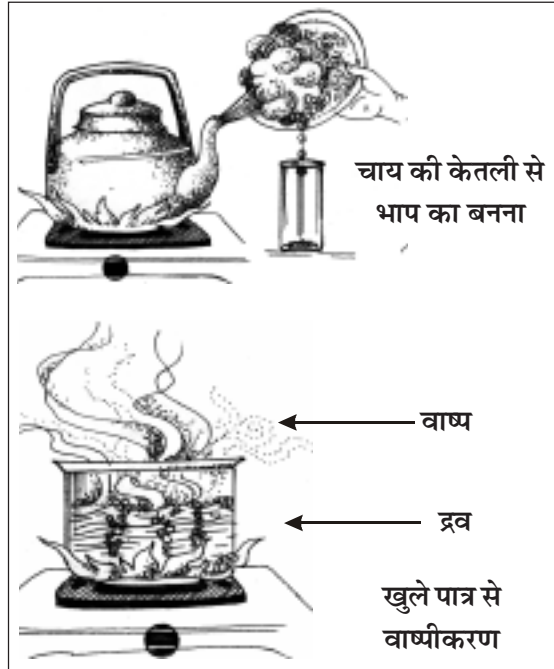 चाय की केतली से
भाप का बनना
वाष्प
द्रव
खुले पात्र से
वाष्पीकरण